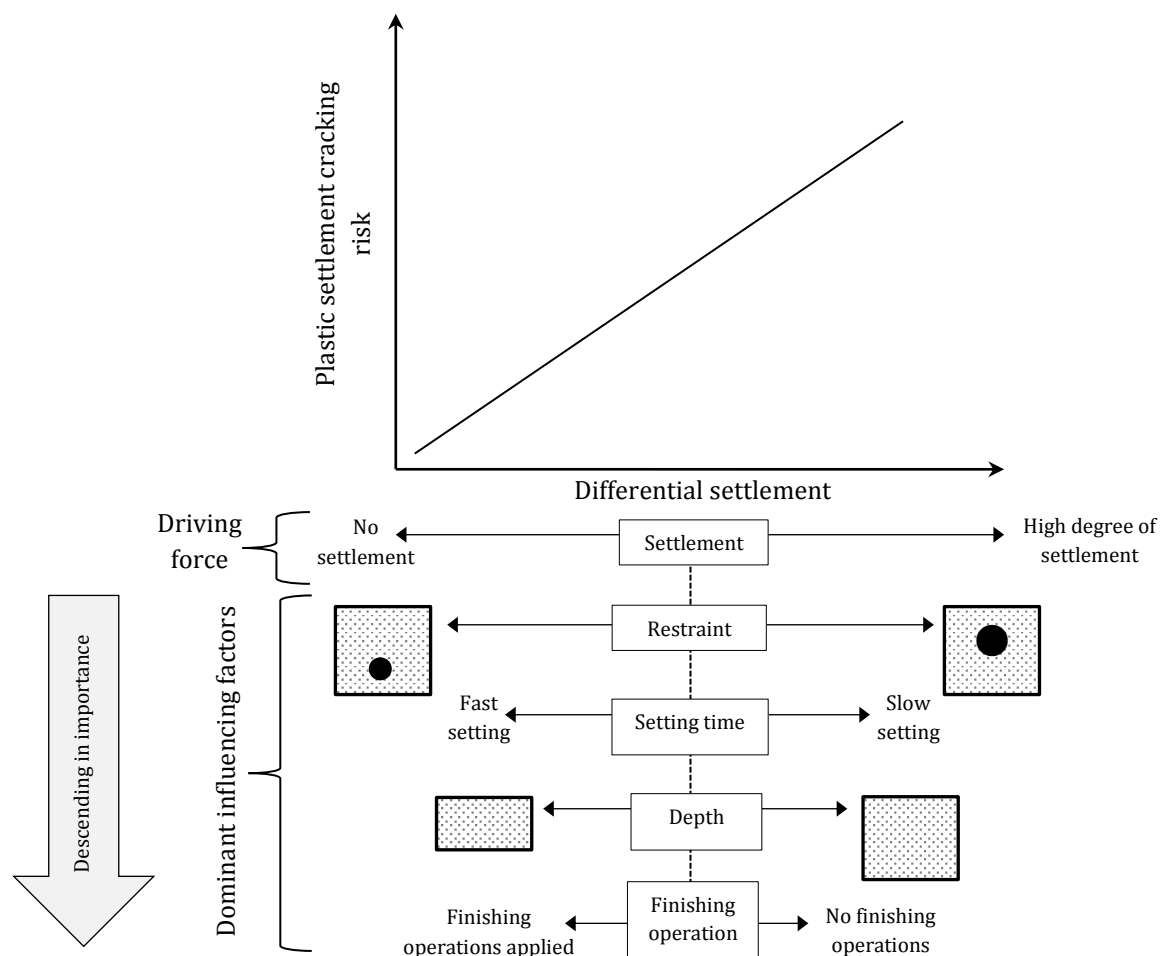 Plastic settlement cracking
risk
Differential settlement
Driving
force
No
settlement
Settlement
High degree of
settlement
Descending in importance
Dominant influencing factors
Restraint
Fast
setting
Setting time
Slow
setting
Depth
Finishing
operations applied
Finishing
operation
No finishing
operations